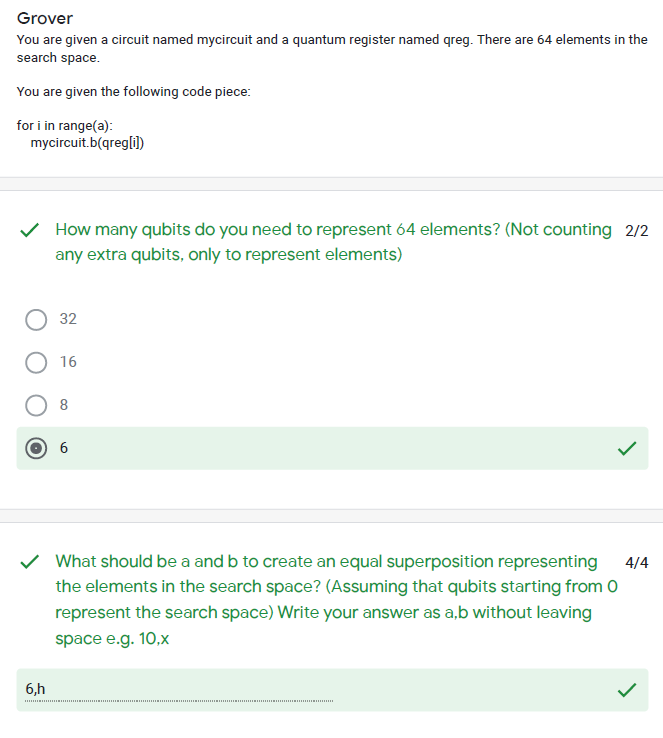 Grover
You are given a circuit named mycircuit and a quantum register named qreg. There are 64 elements in the
search space.
You are given the following code piece:
for i in range(a):
mycircuit.b(qreg[i])
How many qubits do you need to represent 64 elements? (Not counting 2/2
any extra qubits, only to represent elements)
32
16
8
6
What should be a and b to create an equal superposition representing 4/4
the elements in the search space? (Assuming that qubits starting from 0
represent the search space) Write your answer as a,b without leaving
space e.g. 10,x
6,h